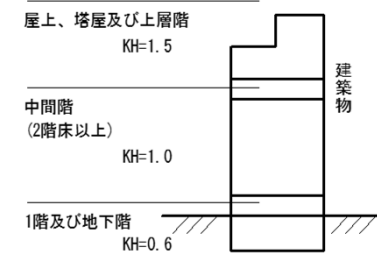 屋上、塔屋及び上層階
KH=1.5
中間階
(2階床以上)
KH=1.0
1階及び地下階
KH=0.6
建築物